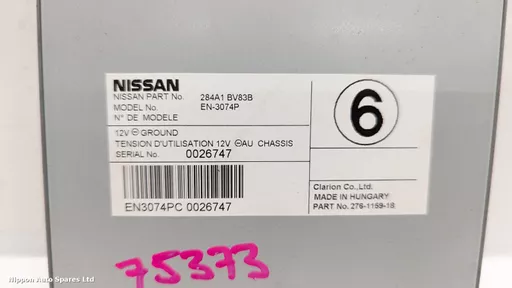 NISSAN
NISSAN PART No. 284A1 BV83B
MODEL No. EN-3074P
N° DE MODELE
12V ⊖ GROUND
TENSION D'UTILISATION 12V ⊖AU CHASSIS
SERIAL No. 0026747
EN3074PC 0026747
6
Clarion Co.,Ltd.
MADE IN HUNGARY
PART No. 276-1159-18
75373
Nippon Auto Spares Ltd